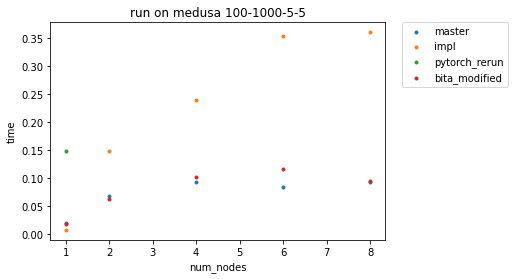 run on medusa 100-1000-5-5
master
impl
pytorch_rerun
bita_modified
0.35
0.30
0.25
0.20
0.15
0.10
0.05
0.00
time
1 2 3 4 5 6 7 8
num_nodes